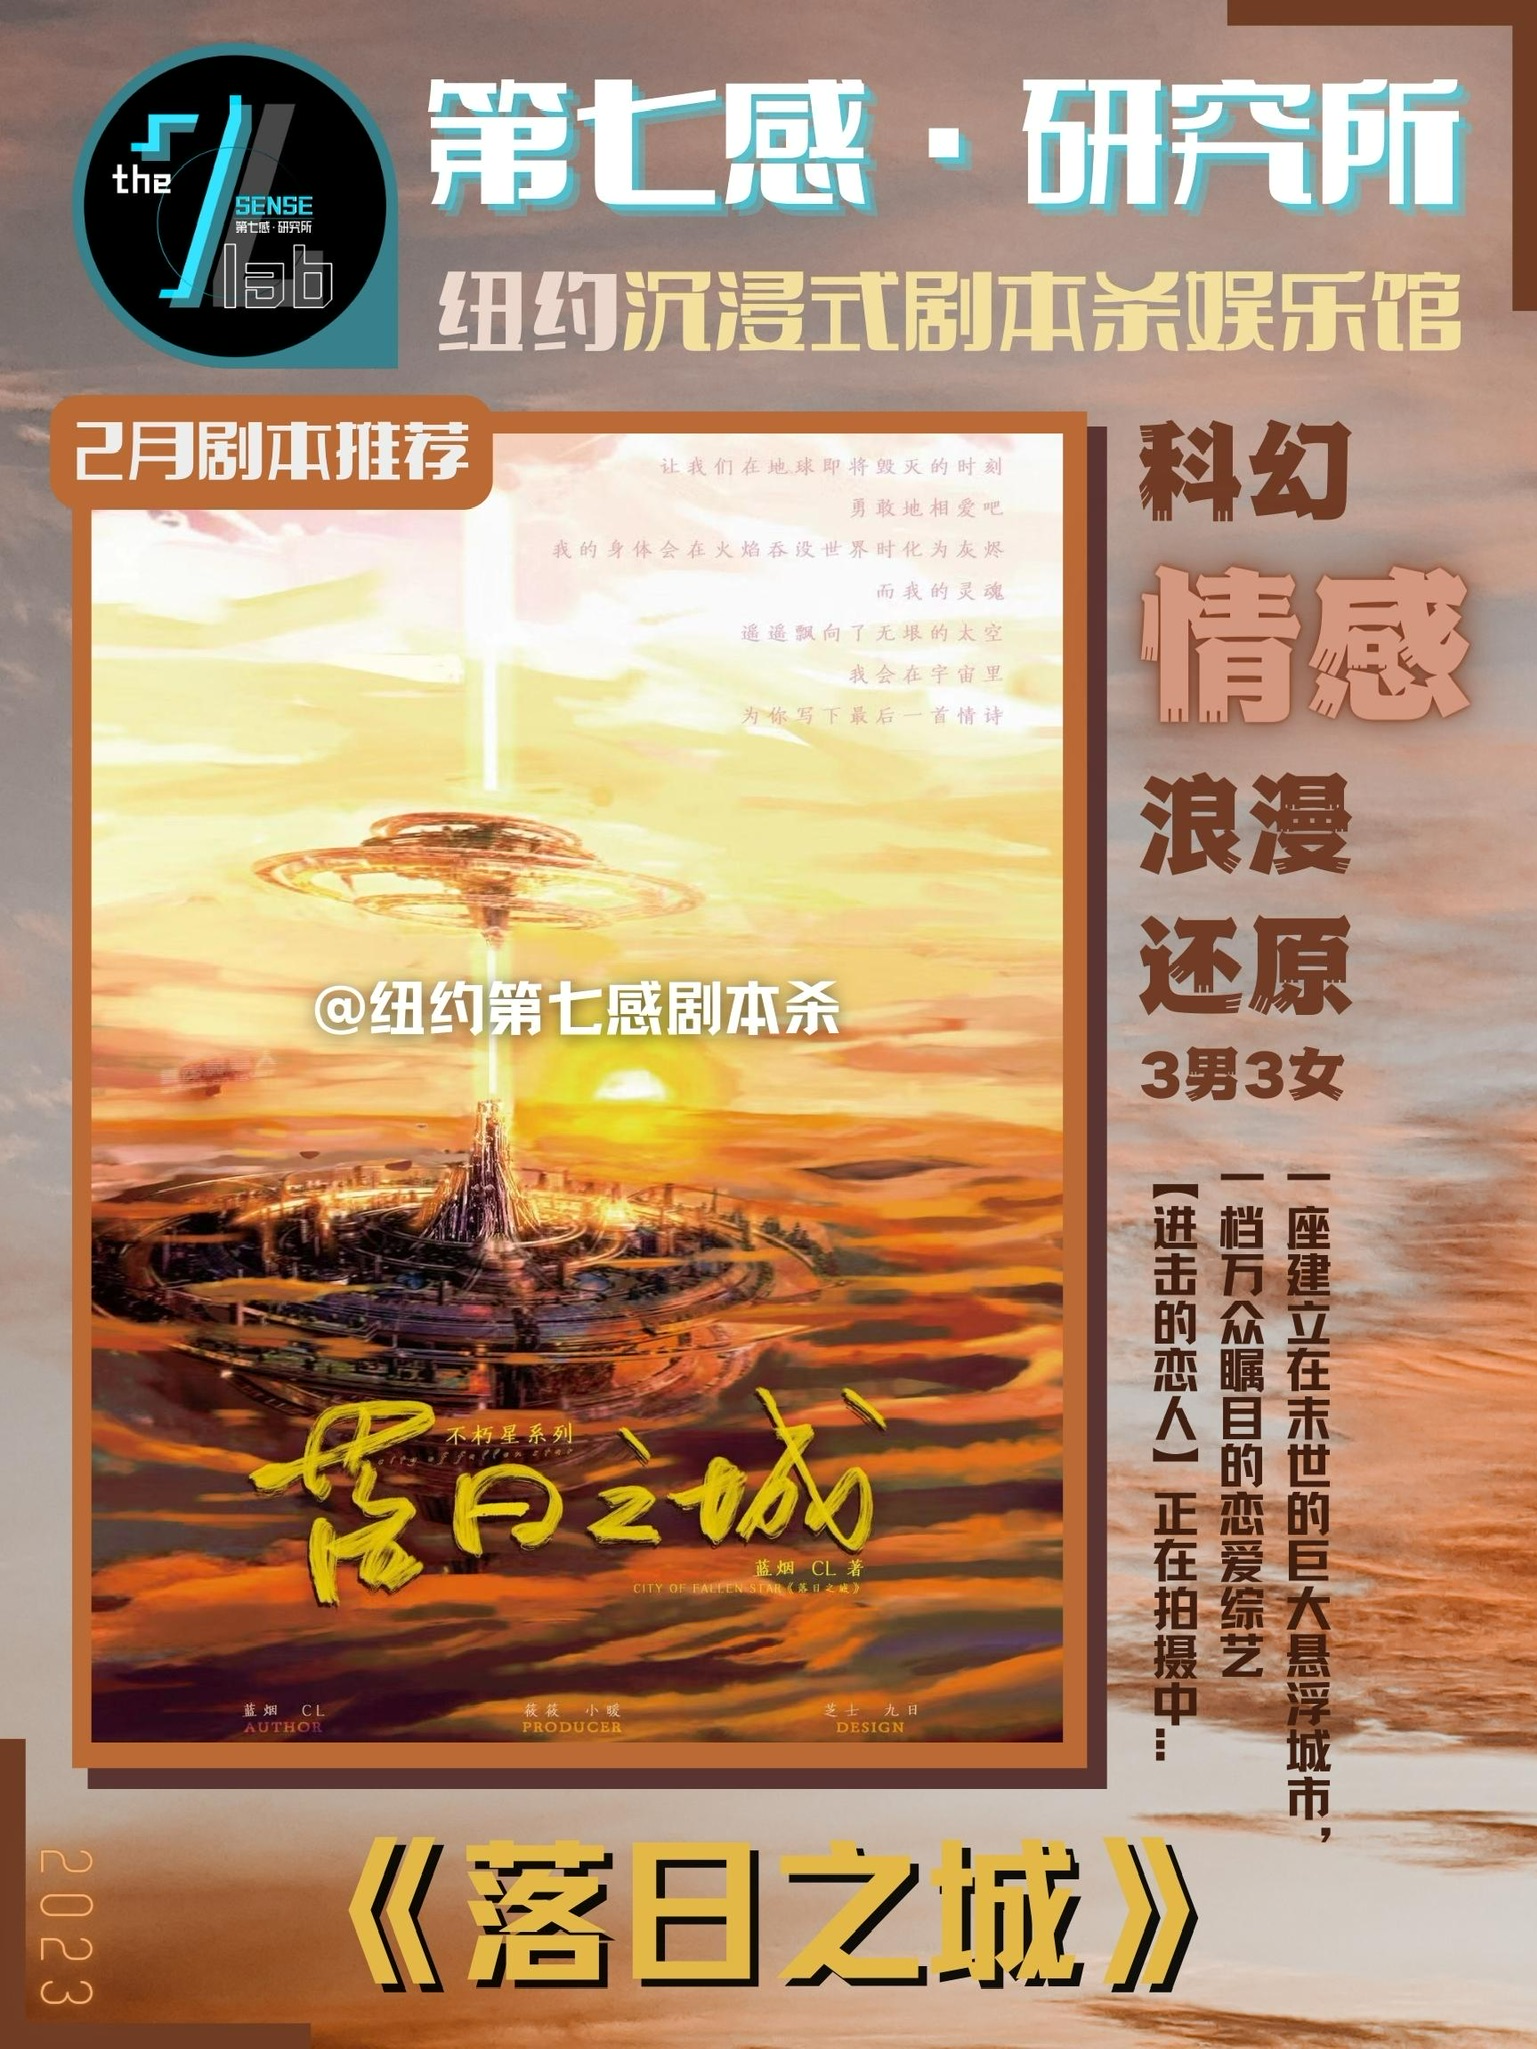 the
SENSE
第七感·研究所
lab
第七感·研究所
纽约沉浸式剧本杀娱乐馆
2月剧本推荐
让我们在地球即将毁灭的时刻
勇敢地相爱吧
我的身体会在火焰吞没世界时化为灰烬
而我的灵魂
遥遥飘向了无垠的太空
我会在宇宙里
为你写下最后一首情诗
@纽约第七感剧本杀
不朽星系列
city of fallen star
落日之城
蓝烟 CL 著
CITY OF FALLEN STAR《落日之城》
蓝烟 CL
AUTHOR
筱筱 小暖
PRODUCER
芝士 九日
DESIGN
科幻
情感
浪漫
还原
3男3女
一座建立在末世的巨大悬浮城市，
一档万众瞩目的恋爱综艺
【进击的恋人】正在拍摄中…
《落日之城》
2023